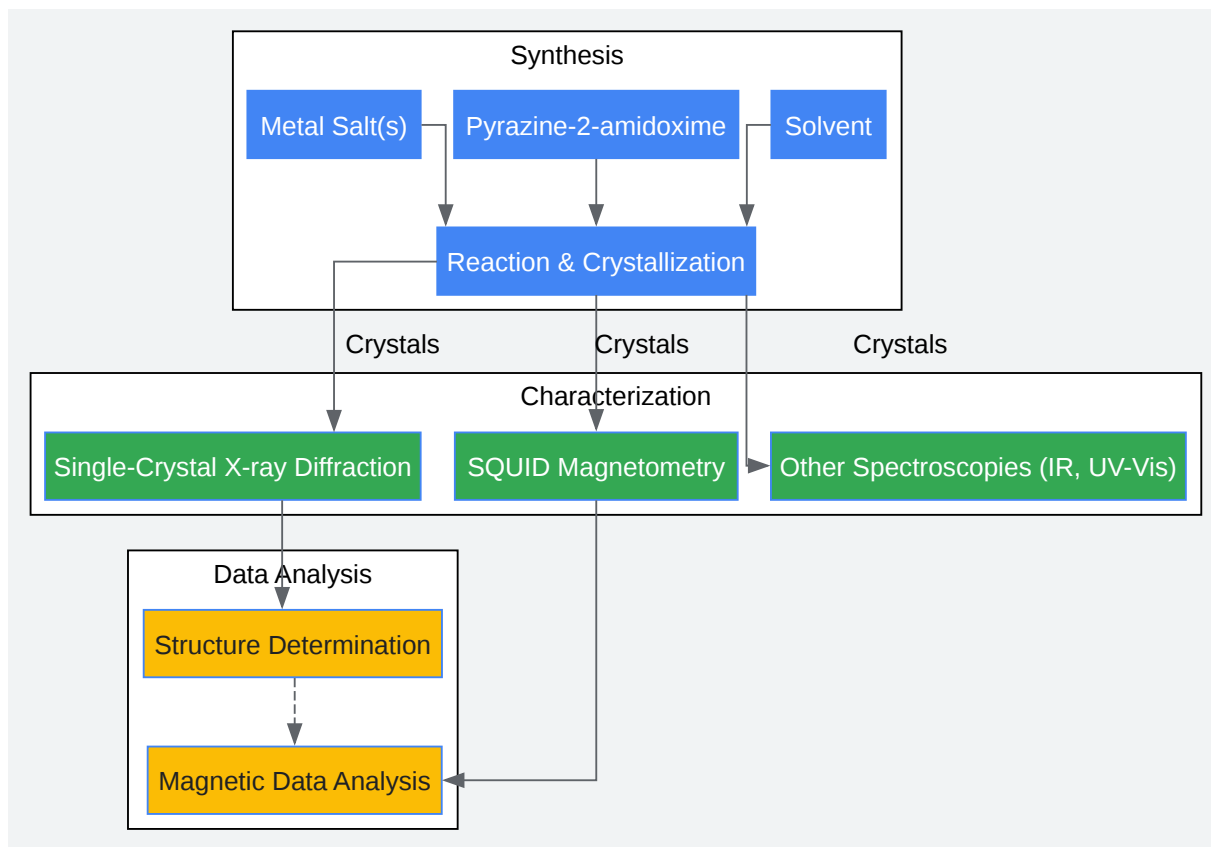 Synthesis
Metal Salt(s)
Pyrazine-2-amidoxime
Solvent
Reaction & Crystallization
Crystals
Crystals
Crystals
Characterization
Single-Crystal X-ray Diffraction
SQUID Magnetometry
Other Spectroscopies (IR, UV-Vis)
Data Analysis
Structure Determination
Magnetic Data Analysis